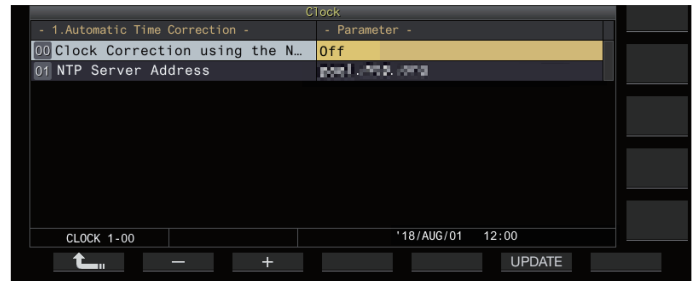 Clock
- 1.Automatic Time Correction - - Parameter -
00 Clock Correction using the N… Off
01 NTP Server Address
CLOCK 1-00 '18/AUG/01 12:00
− + UPDATE